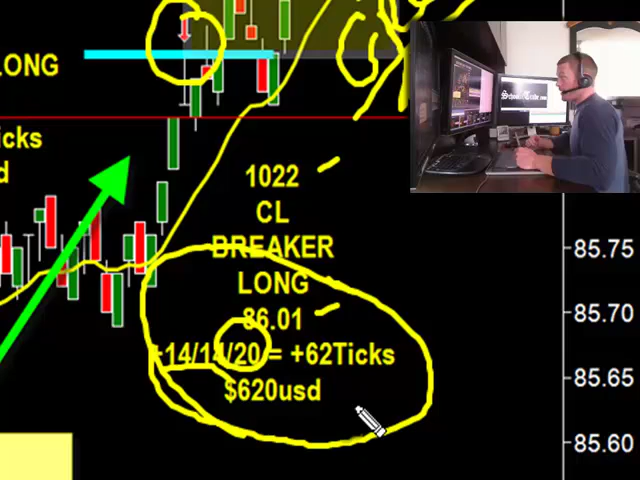 LONG
ticks
d
1022
CL
BREAKER
LONG
86.01
+14/14/20 = +62Ticks
$620usd
85.75
85.70
85.65
85.60